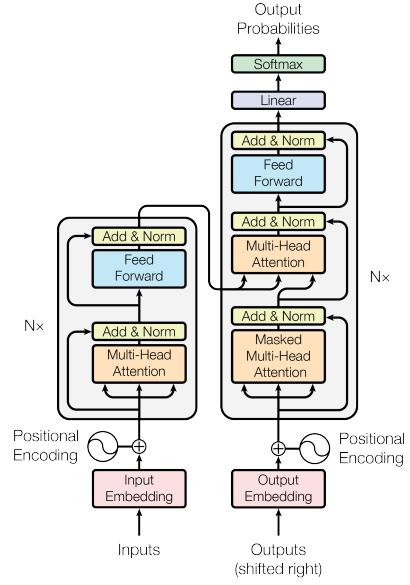 Output
Probabilities
Softmax
Linear
Add & Norm
Feed
Forward
Add & Norm
Multi-Head
Attention
Nx
Add & Norm
Masked
Multi-Head
Attention
Positional
Encoding
Output
Embedding
Outputs
(shifted right)
Add & Norm
Feed
Forward
N×
Add & Norm
Multi-Head
Attention
Positional
Encoding
Input
Embedding
Inputs